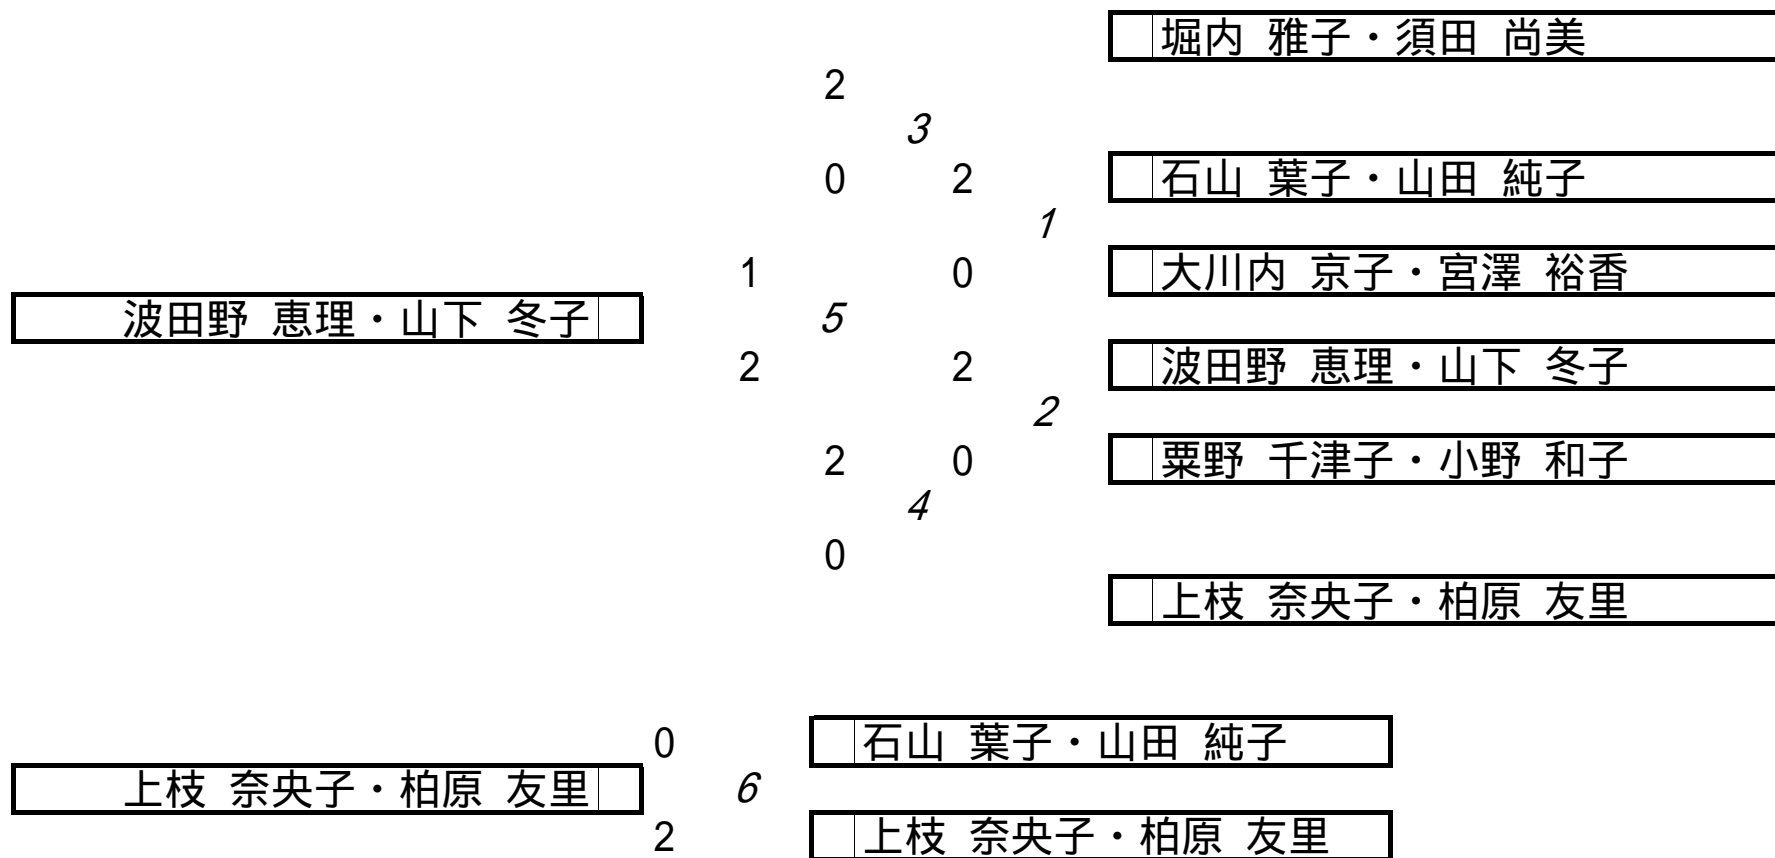 堀内 雅子・須田 尚美
2
3
0 2 石山 葉子・山田 純子
1
1 0 大川内 京子・宮澤 裕香
波田野 恵理・山下 冬子 5
2 2 波田野 恵理・山下 冬子
2
2 0 粟野 千津子・小野 和子
4
0
上枝 奈央子・柏原 友里
0 石山 葉子・山田 純子
上枝 奈央子・柏原 友里 6
2 上枝 奈央子・柏原 友里